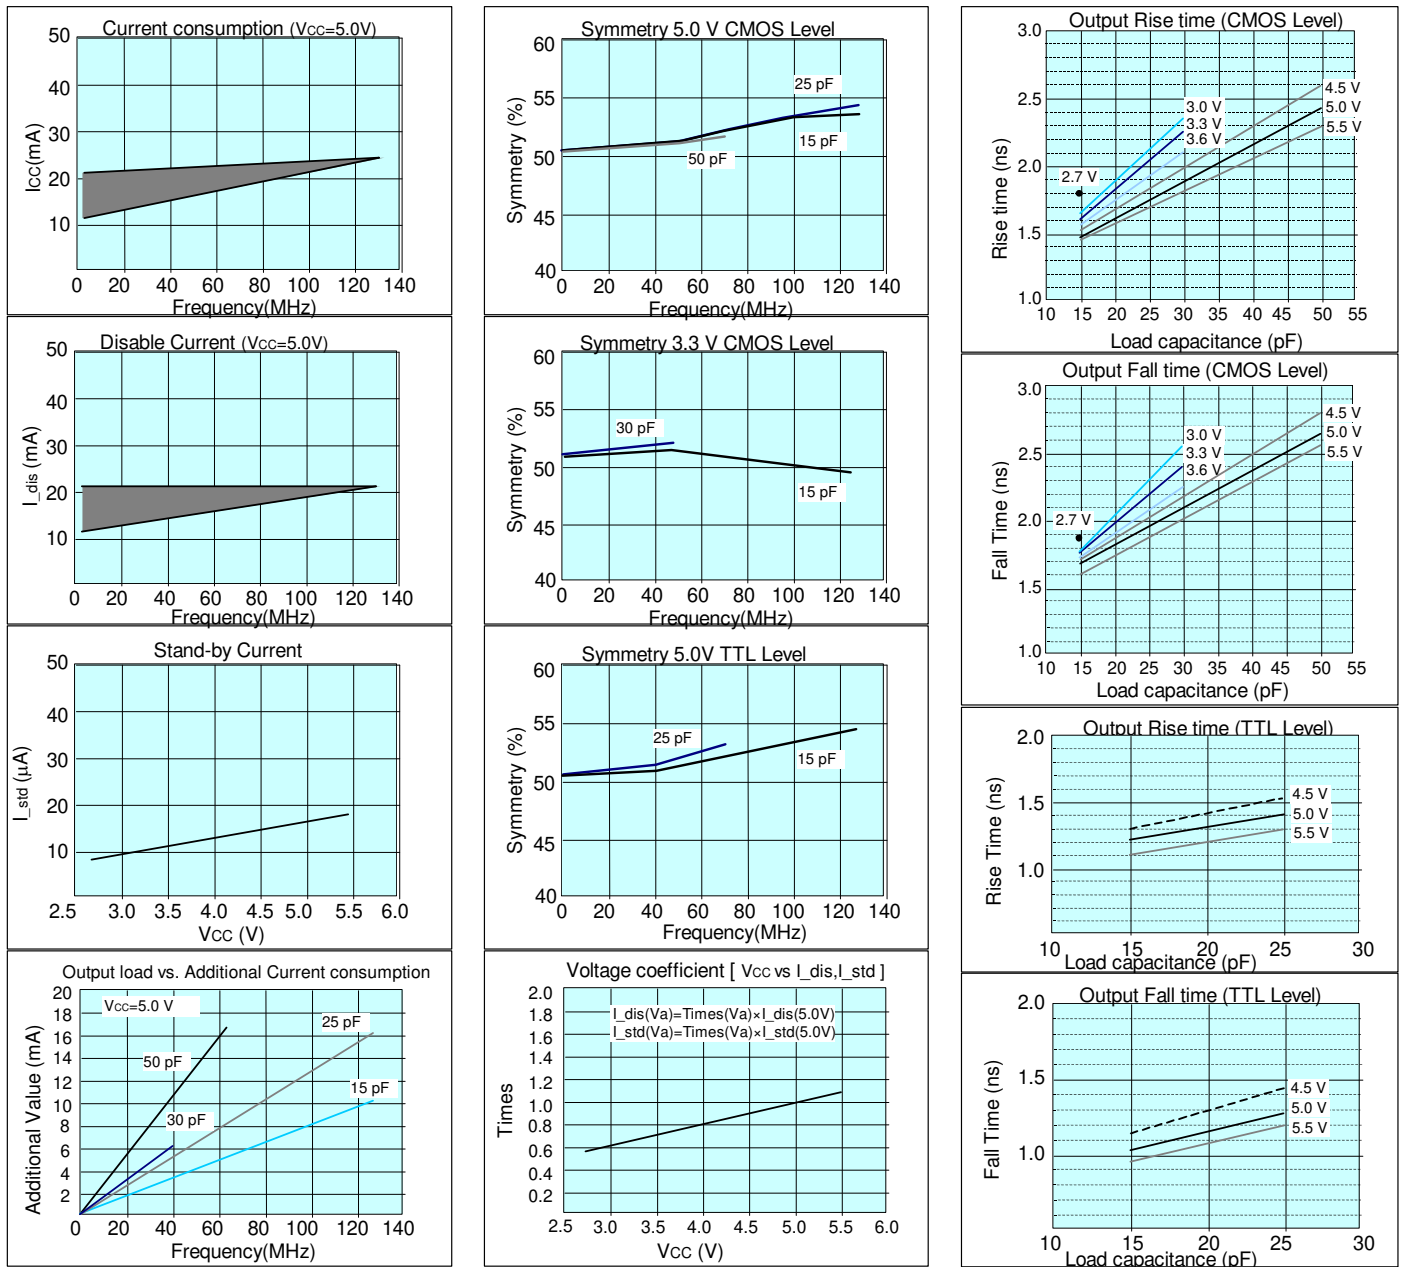 Current consumption (VCC=5.0V)
50
40
30
20
10
ICC(mA)
0 20 40 60 80 100 120 140
Frequency(MHz)
Disable Current (VCC=5.0V)
50
40
30
20
10
I_dis (mA)
0 20 40 60 80 100 120 140
Frequency(MHz)
Stand-by Current
50
40
30
20
10
I_std (μA)
2.5 3.0 3.5 4.0 4.5 5.0 5.5 6.0
VCC (V)
Output load vs. Additional Current consumption
20
18
16
14
12
10
8
6
4
2
Additional Value (mA)
VCC=5.0 V
25 pF
50 pF
15 pF
30 pF
0 20 40 60 80 100 120 140
Frequency(MHz)
Symmetry 5.0 V CMOS Level
60
55
50
45
40
Symmetry (%)
25 pF
15 pF
50 pF
0 20 40 60 80 100 120 140
Frequency(MHz)
Symmetry 3.3 V CMOS Level
60
55
50
45
40
Symmetry (%)
30 pF
15 pF
0 20 40 60 80 100 120 140
Frequency(MHz)
Symmetry 5.0V TTL Level
60
55
50
45
40
Symmetry (%)
25 pF
15 pF
0 20 40 60 80 100 120 140
Frequency(MHz)
Voltage coefficient [ VCC vs I_dis,I_std ]
2.0
1.8
1.6
1.4
1.2
1.0
0.8
0.6
0.4
0.2
Times
I_dis(Va)=Times(Va)×I_dis(5.0V)
I_std(Va)=Times(Va)×I_std(5.0V)
2.5 3.0 3.5 4.0 4.5 5.0 5.5 6.0
VCC (V)
Output Rise time (CMOS Level)
3.0
2.5
2.0
1.5
1.0
Rise time (ns)
4.5 V
5.0 V
5.5 V
3.0 V
3.3 V
3.6 V
2.7 V
10 15 20 25 30 35 40 45 50 55
Load capacitance (pF)
Output Fall time (CMOS Level)
3.0
2.5
2.0
1.5
1.0
Fall Time (ns)
4.5 V
5.0 V
5.5 V
3.0 V
3.3 V
3.6 V
2.7 V
10 15 20 25 30 35 40 45 50 55
Load capacitance (pF)
Output Rise time (TTL Level)
2.0
1.5
1.0
Rise Time (ns)
4.5 V
5.0 V
5.5 V
10 15 20 25 30
Load capacitance (pF)
Output Fall time (TTL Level)
2.0
1.5
1.0
Fall Time (ns)
4.5 V
5.0 V
5.5 V
10 15 20 25 30
Load capacitance (pF)